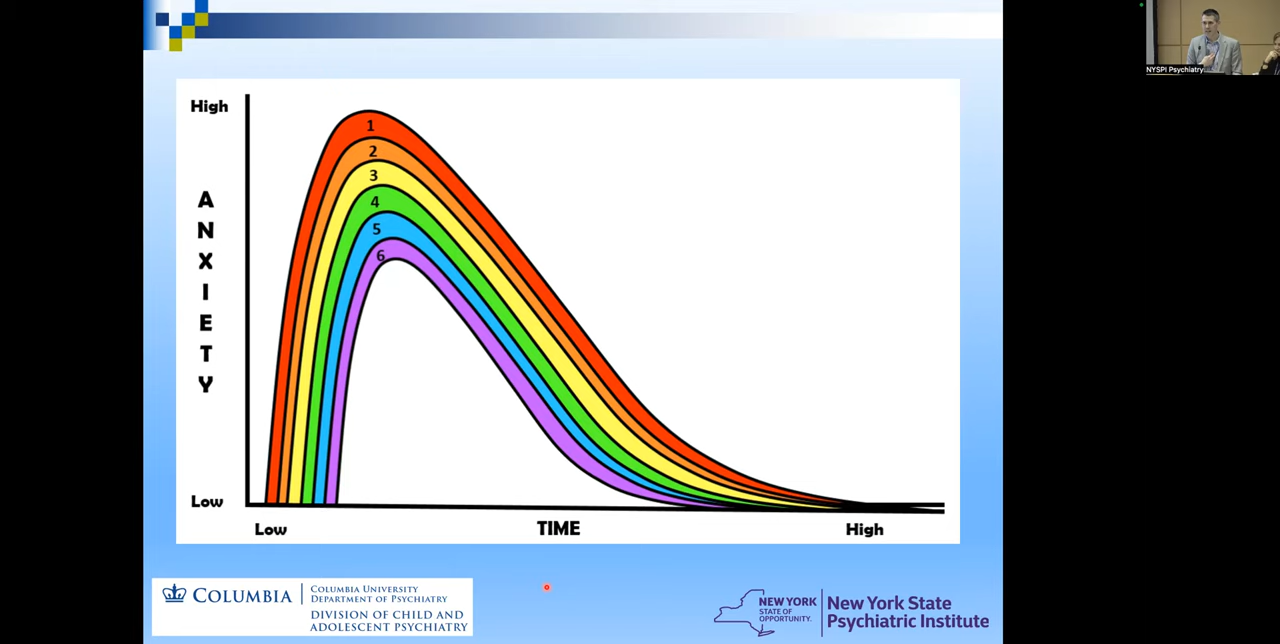 NYSPI Psychiatry
High
1
2
3
4
5
6
A
N
X
I
E
T
Y
Low
Low
TIME
High
COLUMBIA
COLUMBIA UNIVERSITY
DEPARTMENT OF PSYCHIATRY
DIVISION OF CHILD AND
ADOLESCENT PSYCHIATRY
NEW YORK
STATE OF
OPPORTUNITY.
New York State
Psychiatric Institute